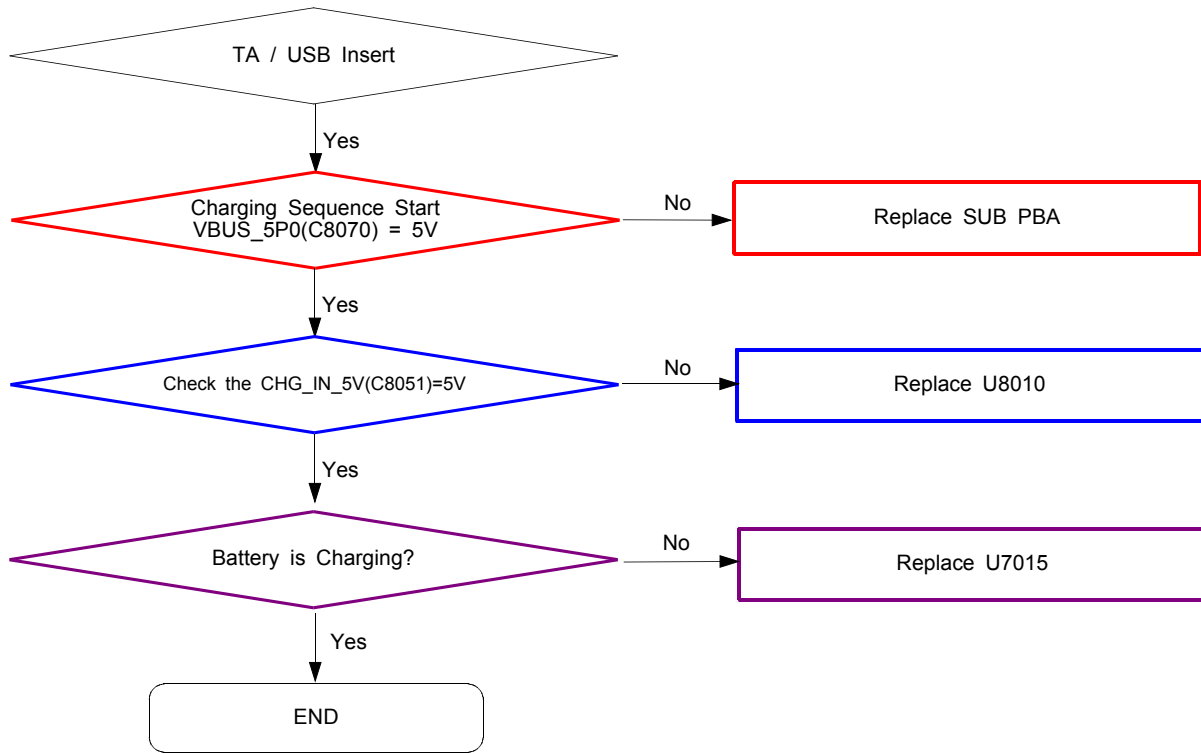 TA / USB Insert
Yes
Charging Sequence Start
VBUS_5P0(C8070) = 5V
No
Replace SUB PBA
Yes
Check the CHG_IN_5V(C8051)=5V
No
Replace U8010
Yes
Battery is Charging?
No
Replace U7015
Yes
END